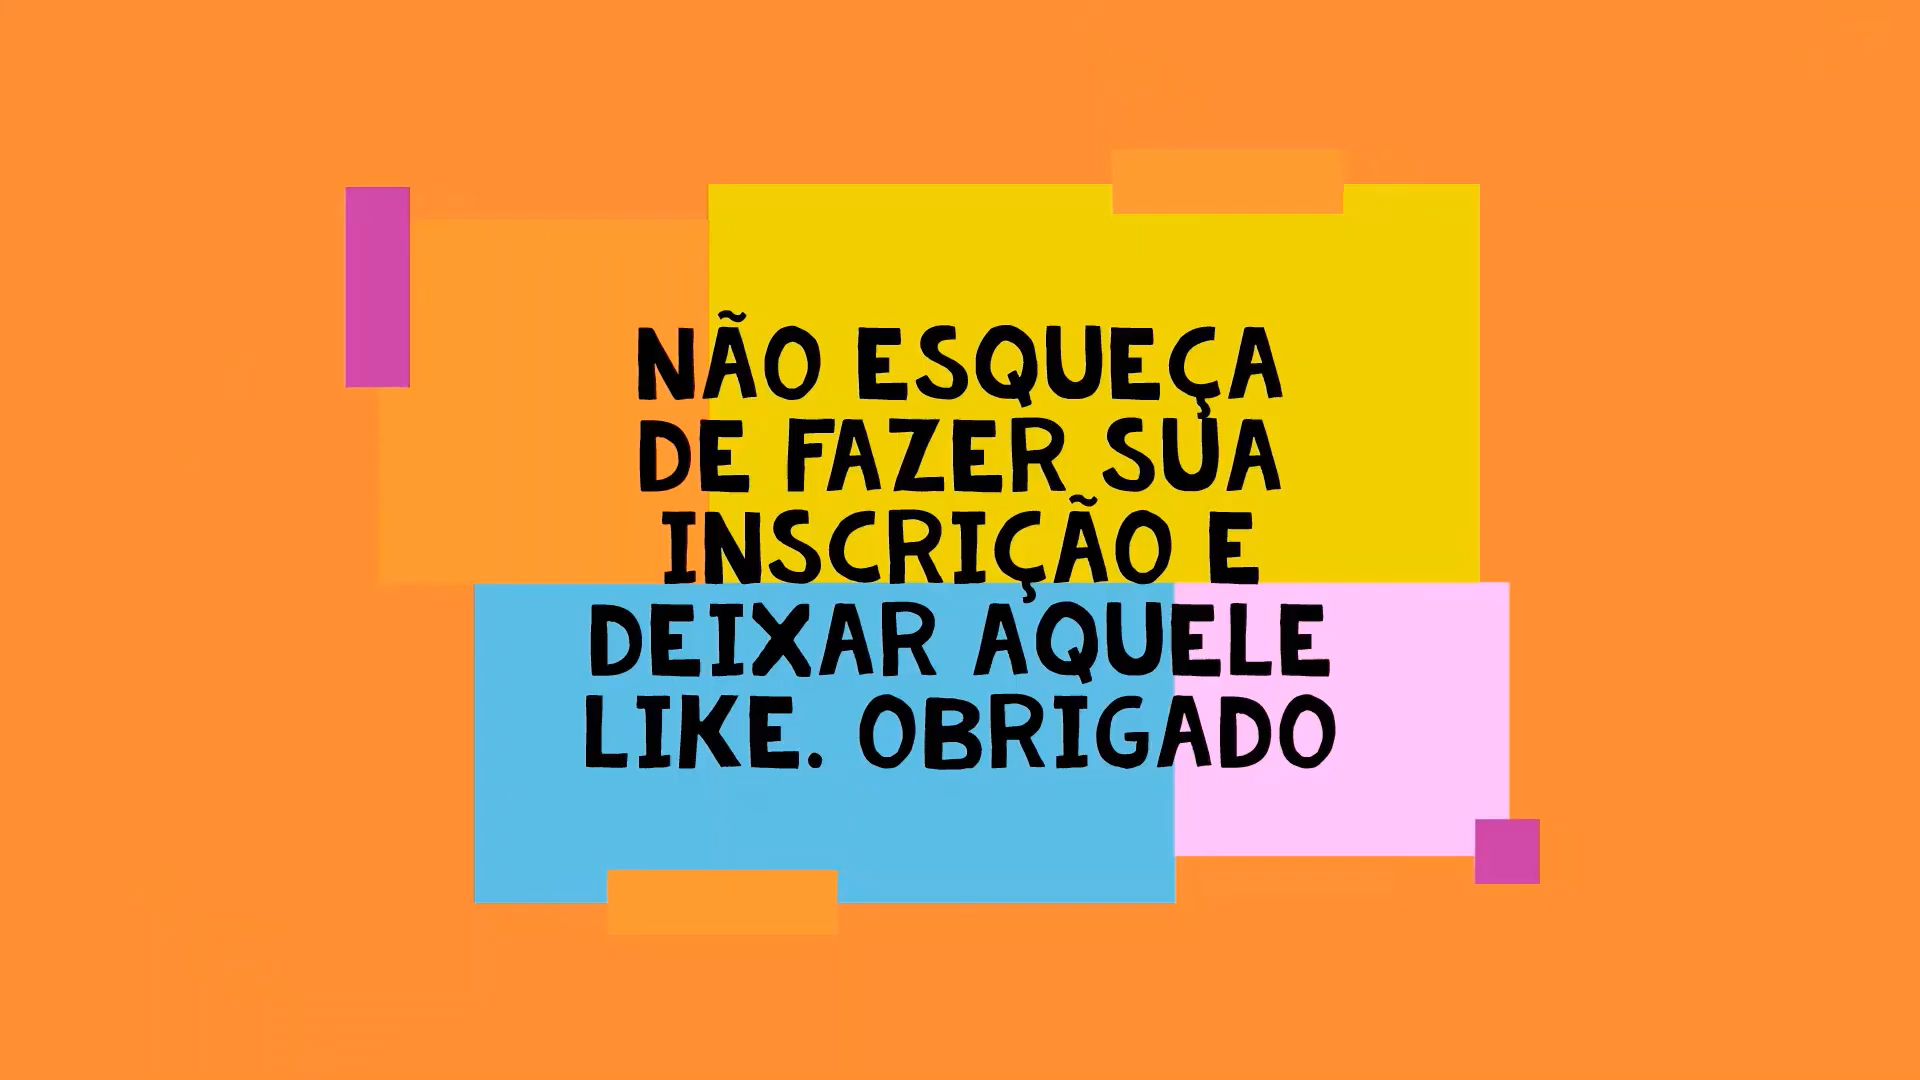 NÃO ESQUEÇA
DE FAZER SUA
INSCRIÇÃO E
DEIXAR AQUELE
LIKE. OBRIGADO